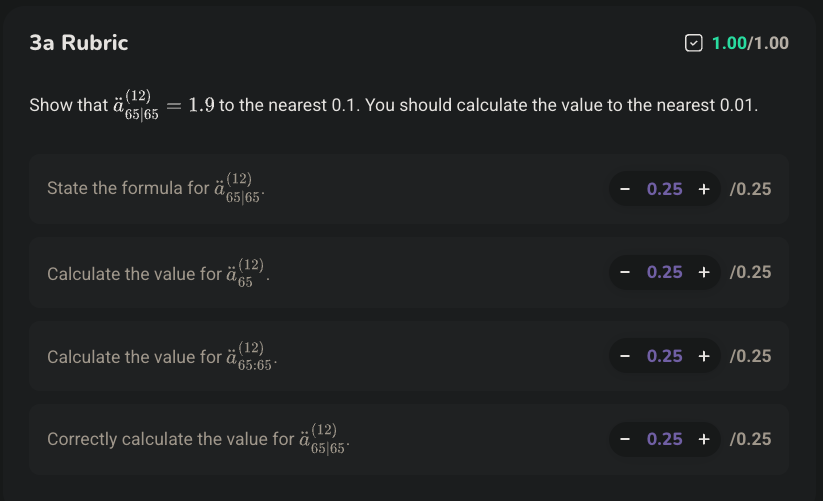 3a Rubric
1.00/1.00
Show that $\ddot{a}_{65|65}^{(12)} = 1.9$ to the nearest 0.1. You should calculate the value to the nearest 0.01.
State the formula for $\ddot{a}_{65|65}^{(12)}$. − 0.25 + /0.25
Calculate the value for $\ddot{a}_{65}^{(12)}$. − 0.25 + /0.25
Calculate the value for $\ddot{a}_{65:65}^{(12)}$. − 0.25 + /0.25
Correctly calculate the value for $\ddot{a}_{65|65}^{(12)}$. − 0.25 + /0.25